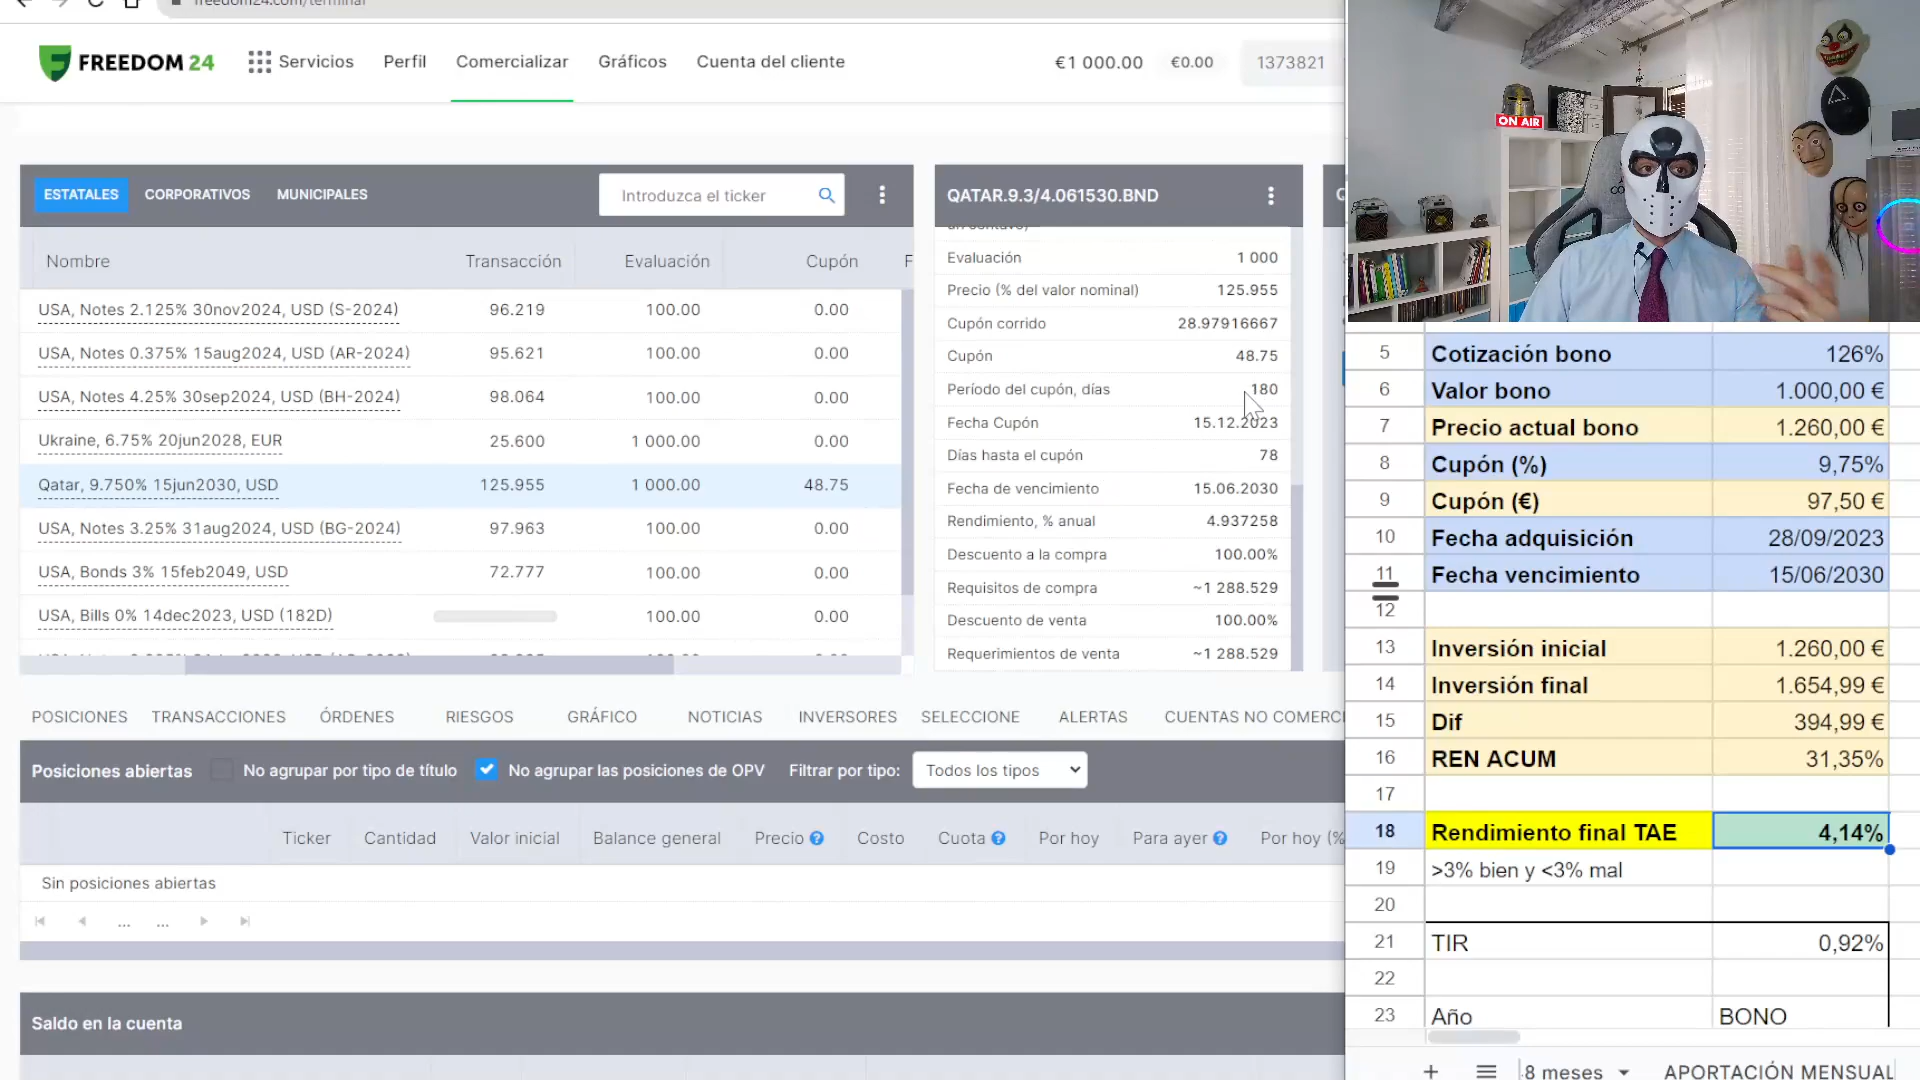 freedom24.com/terminal
FREEDOM 24
Servicios
Perfil
Comercializar
Gráficos
Cuenta del cliente
€1 000.00
€0.00
1373821
ON AIR
ESTATALES
CORPORATIVOS
MUNICIPALES
Introduzca el ticker
Nombre
Transacción
Evaluación
Cupón
F
USA, Notes 2.125% 30nov2024, USD (S-2024) 96.219 100.00 0.00
USA, Notes 0.375% 15aug2024, USD (AR-2024) 95.621 100.00 0.00
USA, Notes 4.25% 30sep2024, USD (BH-2024) 98.064 100.00 0.00
Ukraine, 6.75% 20jun2028, EUR 25.600 1 000.00 0.00
Qatar, 9.750% 15jun2030, USD 125.955 1 000.00 48.75
USA, Notes 3.25% 31aug2024, USD (BG-2024) 97.963 100.00 0.00
USA, Bonds 3% 15feb2049, USD 72.777 100.00 0.00
USA, Bills 0% 14dec2023, USD (182D) 100.00 0.00
QATAR.9.3/4.061530.BND
Q
Evaluación 1 000
Precio (% del valor nominal) 125.955
Cupón corrido 28.97916667
Cupón 48.75
Período del cupón, días 180
Fecha Cupón 15.12.2023
Días hasta el cupón 78
Fecha de vencimiento 15.06.2030
Rendimiento, % anual 4.937258
Descuento a la compra 100.00%
Requisitos de compra ~1 288.529
Descuento de venta 100.00%
Requerimientos de venta ~1 288.529
POSICIONES TRANSACCIONES ÓRDENES RIESGOS GRÁFICO NOTICIAS INVERSORES SELECCIONE ALERTAS CUENTAS NO COMERCI
Posiciones abiertas No agrupar por tipo de título No agrupar las posiciones de OPV Filtrar por tipo: Todos los tipos
Ticker Cantidad Valor inicial Balance general Precio ? Costo Cuota ? Por hoy Para ayer ? Por hoy (%
Sin posiciones abiertas
... ...
Saldo en la cuenta
5 Cotización bono 126%
6 Valor bono 1.000,00 €
7 Precio actual bono 1.260,00 €
8 Cupón (%) 9,75%
9 Cupón (€) 97,50 €
10 Fecha adquisición 28/09/2023
11 Fecha vencimiento 15/06/2030
12
13 Inversión inicial 1.260,00 €
14 Inversión final 1.654,99 €
15 Dif 394,99 €
16 REN ACUM 31,35%
17
18 Rendimiento final TAE 4,14%
19 >3% bien y <3% mal
20
21 TIR 0,92%
22
23 Año BONO
8 meses
APORTACIÓN MENSUAL